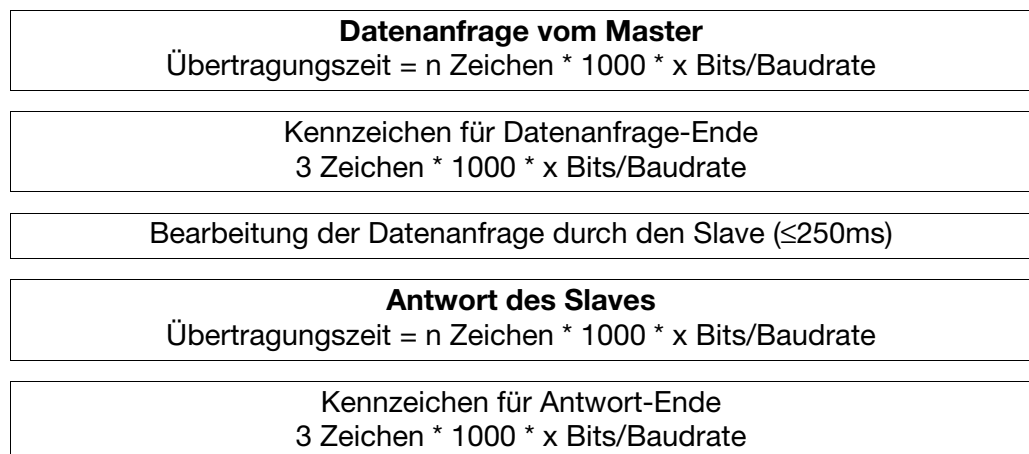 Datenanfrage vom Master
Übertragungszeit = n Zeichen * 1000 * x Bits/Baudrate
Kennzeichen für Datenanfrage-Ende
3 Zeichen * 1000 * x Bits/Baudrate
Bearbeitung der Datenanfrage durch den Slave (≤250ms)
Antwort des Slaves
Übertragungszeit = n Zeichen * 1000 * x Bits/Baudrate
Kennzeichen für Antwort-Ende
3 Zeichen * 1000 * x Bits/Baudrate